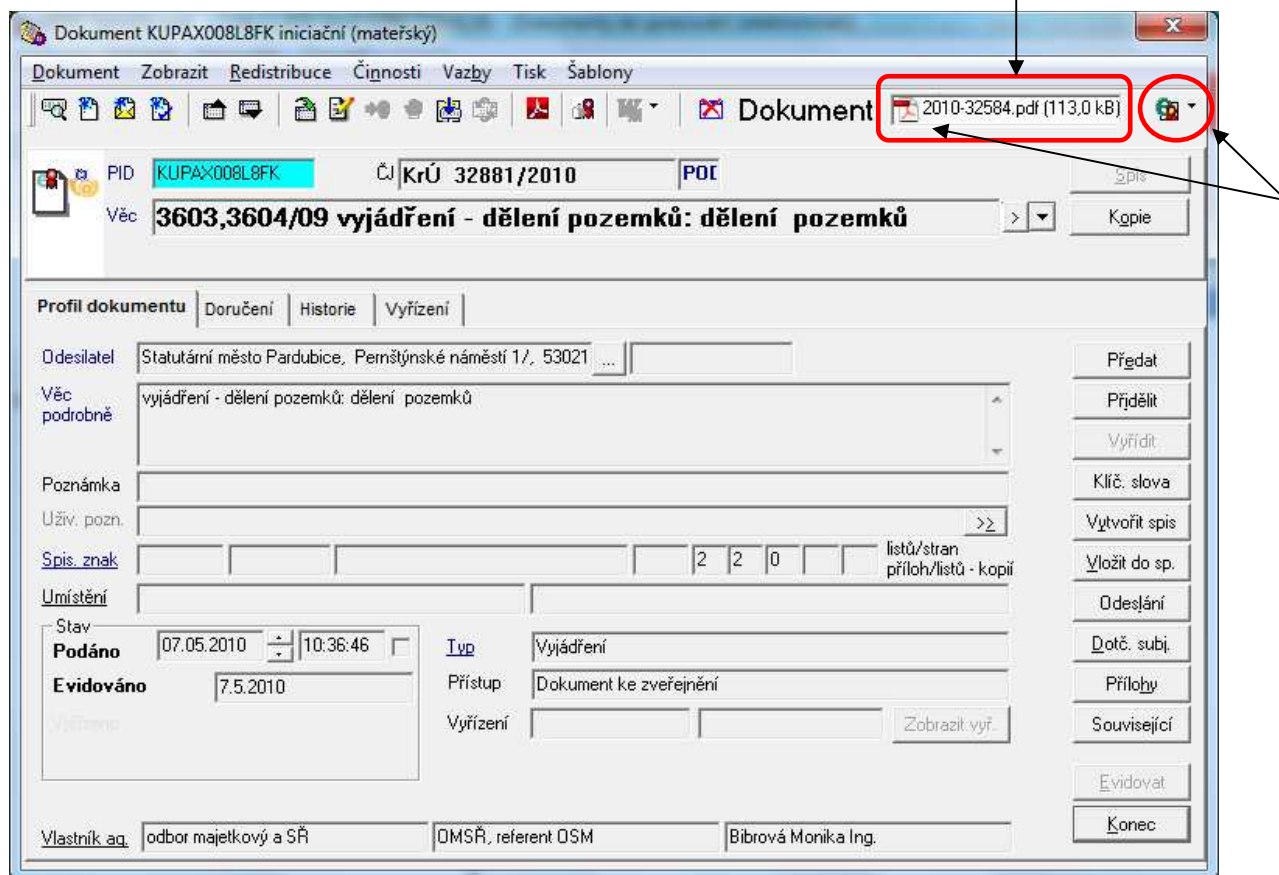 Dokument KUPAX008L8FK iniciační (mateřský)
Dokument Zobrazit Redistribuce Činnosti Vazby Tisk Šablony
Dokument 2010-32584.pdf (113,0 kB)
PID KUPAX008L8FK ČJ KrÚ 32881/2010 POD Spis
Věc 3603,3604/09 vyjádření - dělení pozemků: dělení pozemků > Kopie
Profil dokumentu Doručení Historie Vyřízení
Odesilatel Statutární město Pardubice, Pernštýnské náměstí 1/, 53021 ... Předat
Věc podrobně vyjádření - dělení pozemků: dělení pozemků Přidělit
Vyřídit
Poznámka Klíč. slova
Uživ. pozn. >> Vytvořit spis
Spis. znak 2 2 0 listů/stran
příloh/listů - kopií Vložit do sp.
Umístění Odeslání
Stav
Podáno 07.05.2010 10:36:46 Typ Vyjádření Dotč. subj.
Evidováno 7.5.2010 Přístup Dokument ke zveřejnění Přílohy
Vyřízeno Vyřízení Zobrazit vyř. Související
Evidovat
Vlastník ag. odbor majetkový a SŘ OMSŘ, referent OSM Bibrová Monika Ing. Konec